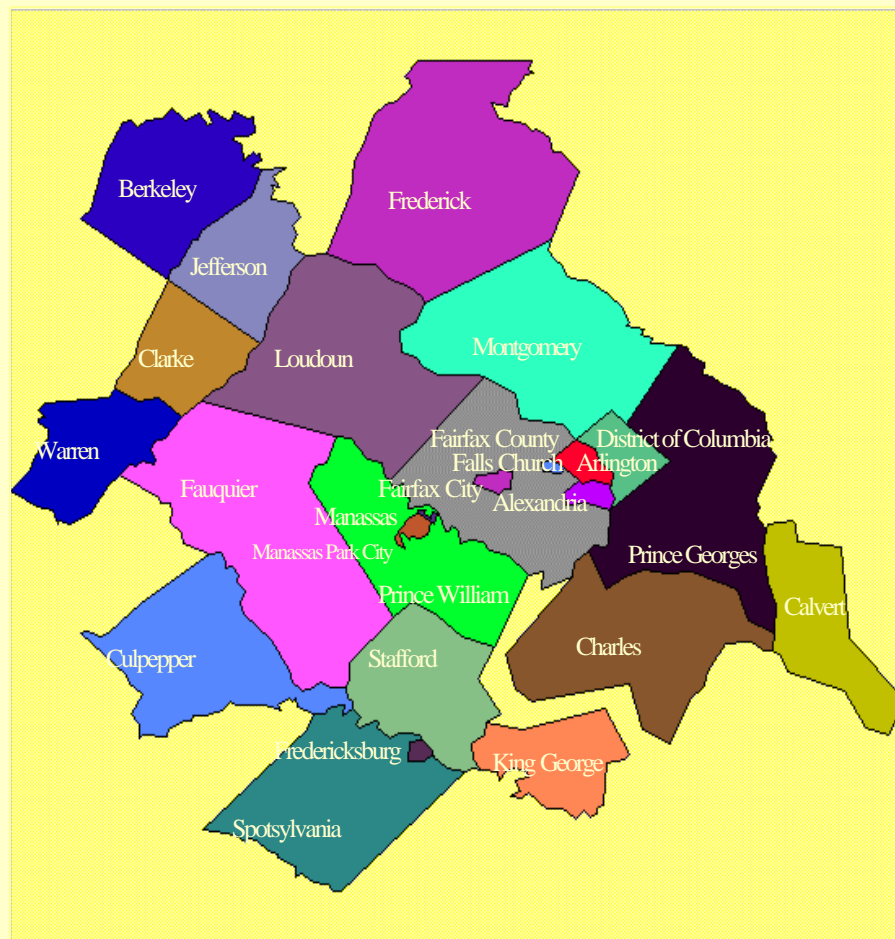 Berkeley
Frederick
Jefferson
Montgomery
Clarke
Loudoun
Fairfax County
District of Columbia
Warren
Falls Church
Arlington
Fauquier
Fairfax City
Alexandria
Manassas
Manassas Park City
Prince Georges
Prince William
Calvert
Charles
Culpepper
Stafford
Fredericksburg
King George
Spotsylvania